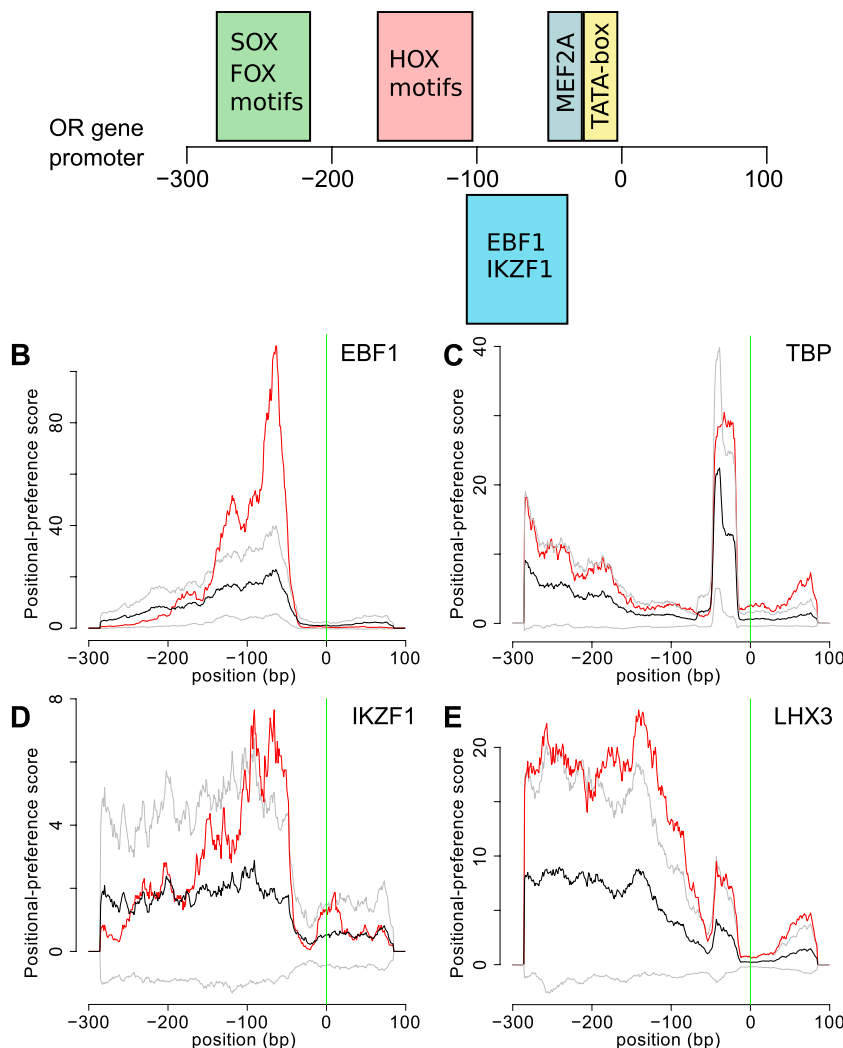 SOX
FOX
motifs
HOX
motifs
MEF2A
TATA-box
OR gene
promoter
−300 −200 −100 0 100
EBF1
IKZF1
B EBF1
Positional-preference score
0 40 80
−300 −200 −100 0 100
position (bp)
C TBP
Positional-preference score
0 20 40
−300 −200 −100 0 100
position (bp)
D IKZF1
Positional-preference score
0 4 8
−300 −200 −100 0 100
position (bp)
E LHX3
Positional-preference score
0 10 20
−300 −200 −100 0 100
position (bp)